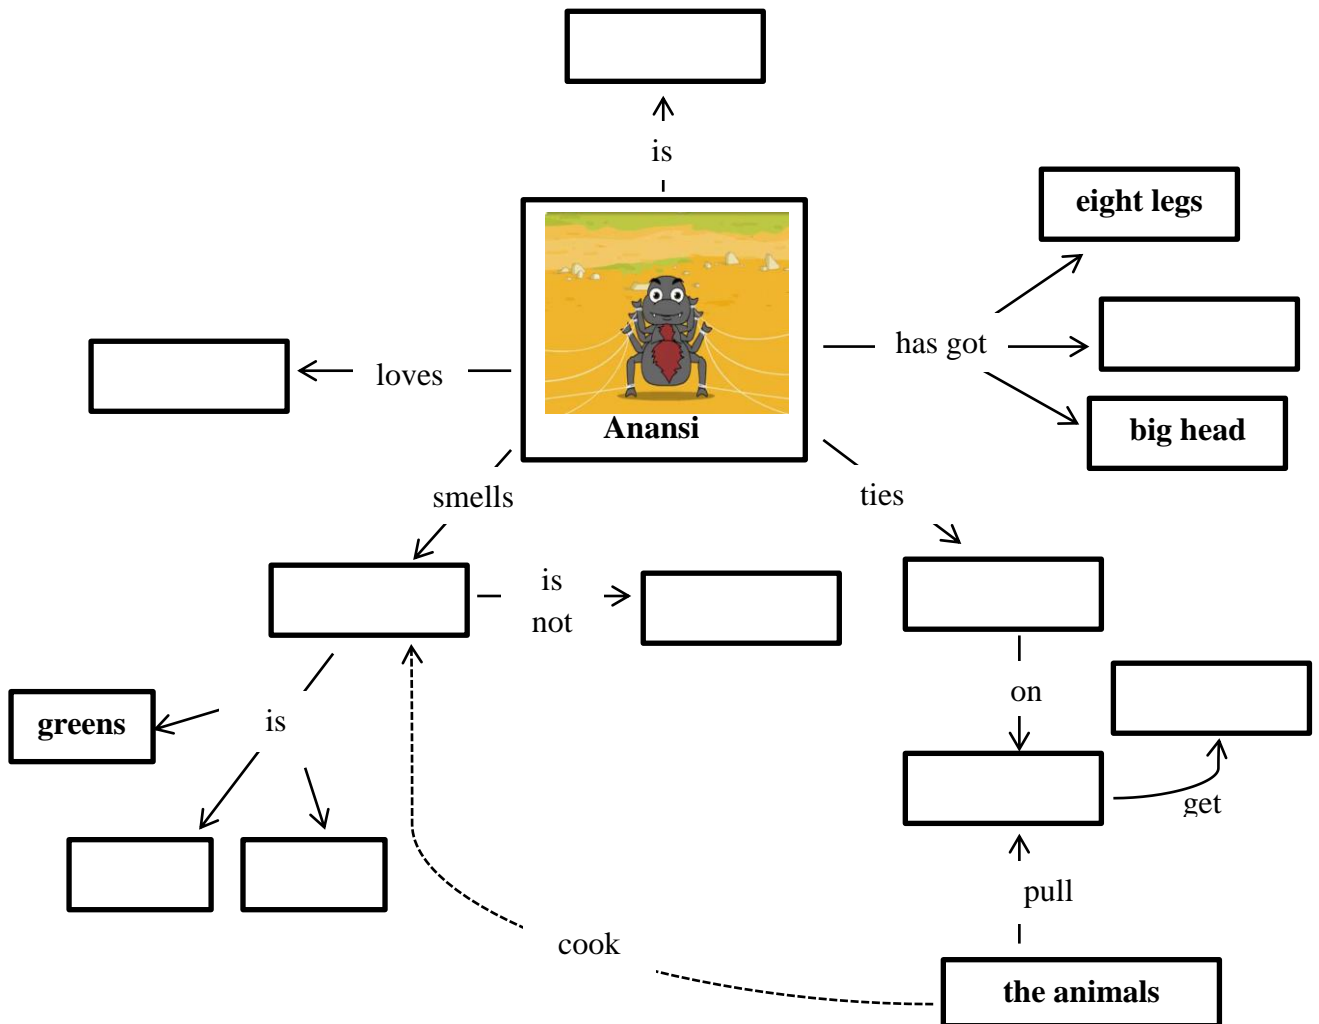 is
eight legs
has got
loves
big head
Anansi
smells
ties
is
not
on
greens
is
get
pull
cook
the animals